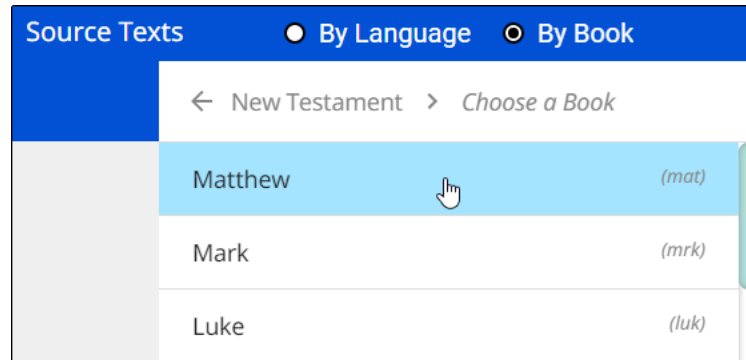 Source Texts By Language By Book
← New Testament > Choose a Book
Matthew (mat)
Mark (mrk)
Luke (luk)